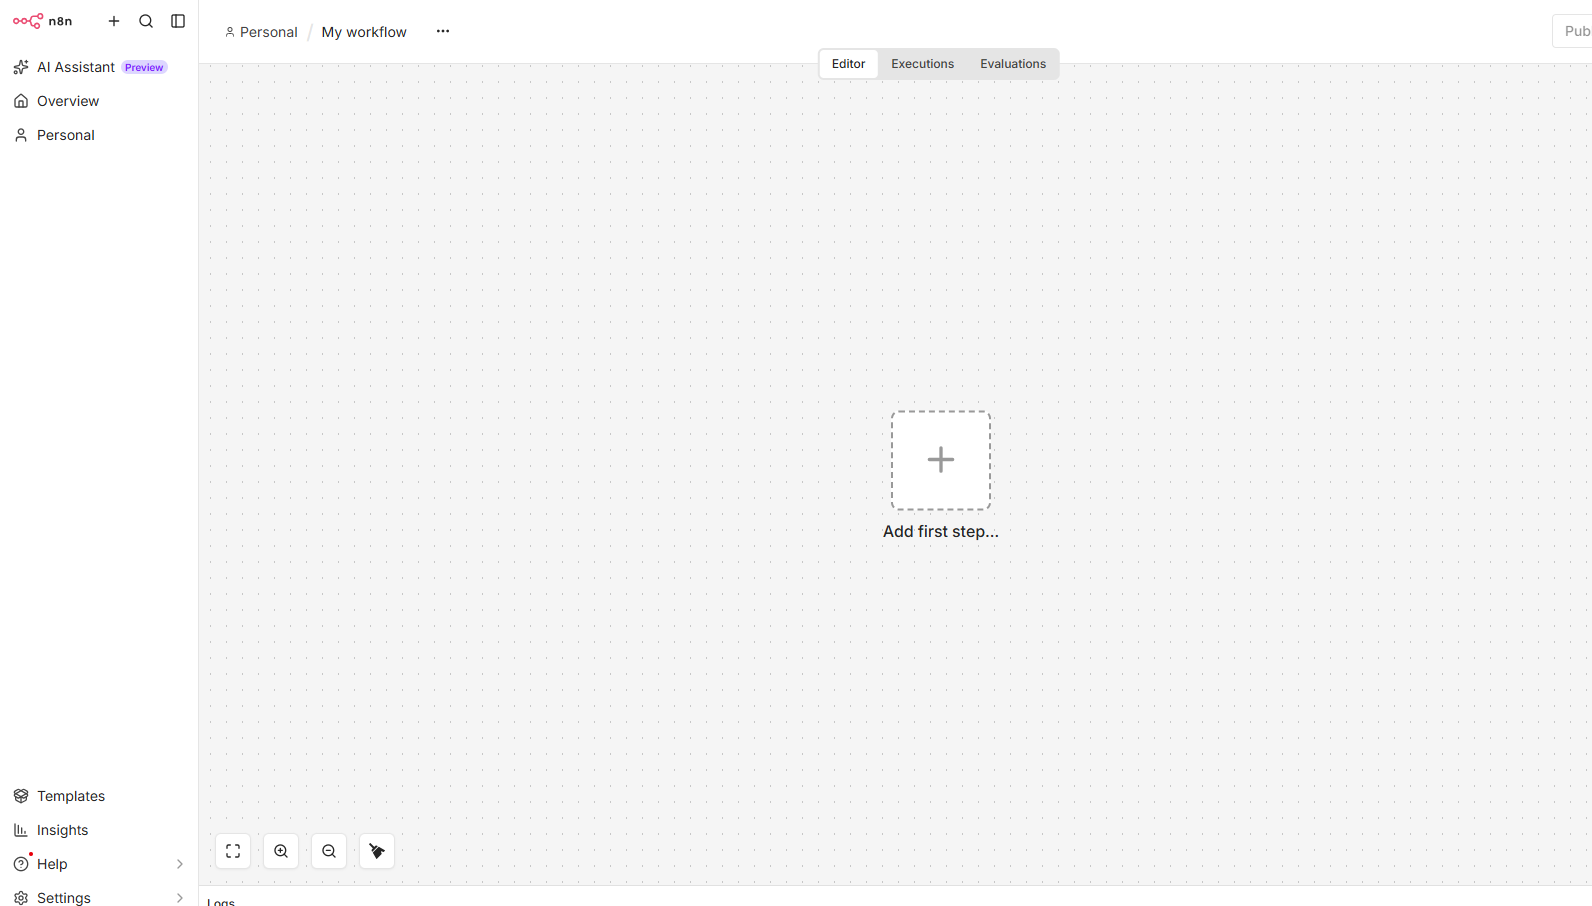 n8n
Personal / My workflow
Pub
Editor Executions Evaluations
AI Assistant Preview
Overview
Personal
Add first step...
Templates
Insights
Help
Settings
Logs